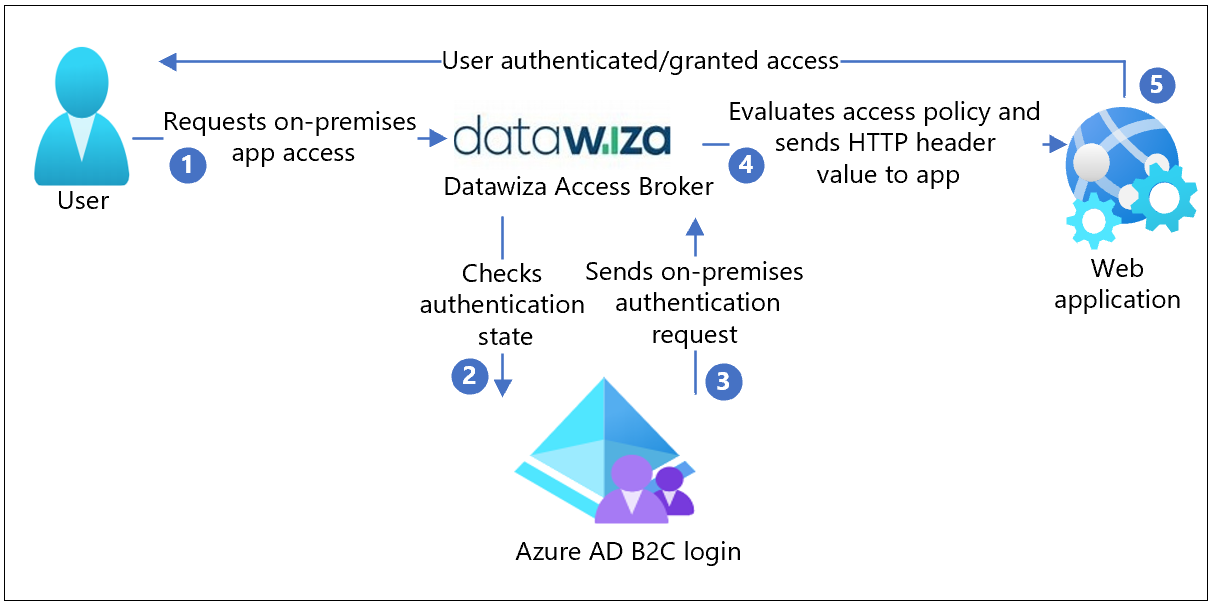 User authenticated/granted access
5
Requests on-premises
app access
1
User
datawiza
Datawiza Access Broker
Evaluates access policy and
sends HTTP header
value to app
4
Web
application
Checks
authentication
state
2
Sends on-premises
authentication
request
3
Azure AD B2C login